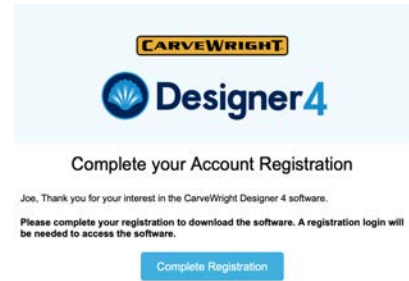 CARVEWRIGHT
Designer4
Complete your Account Registration
Joe, Thank you for your interest in the CarveWright Designer 4 software.
Please complete your registration to download the software. A registration login will
be needed to access the software.
Complete Registration